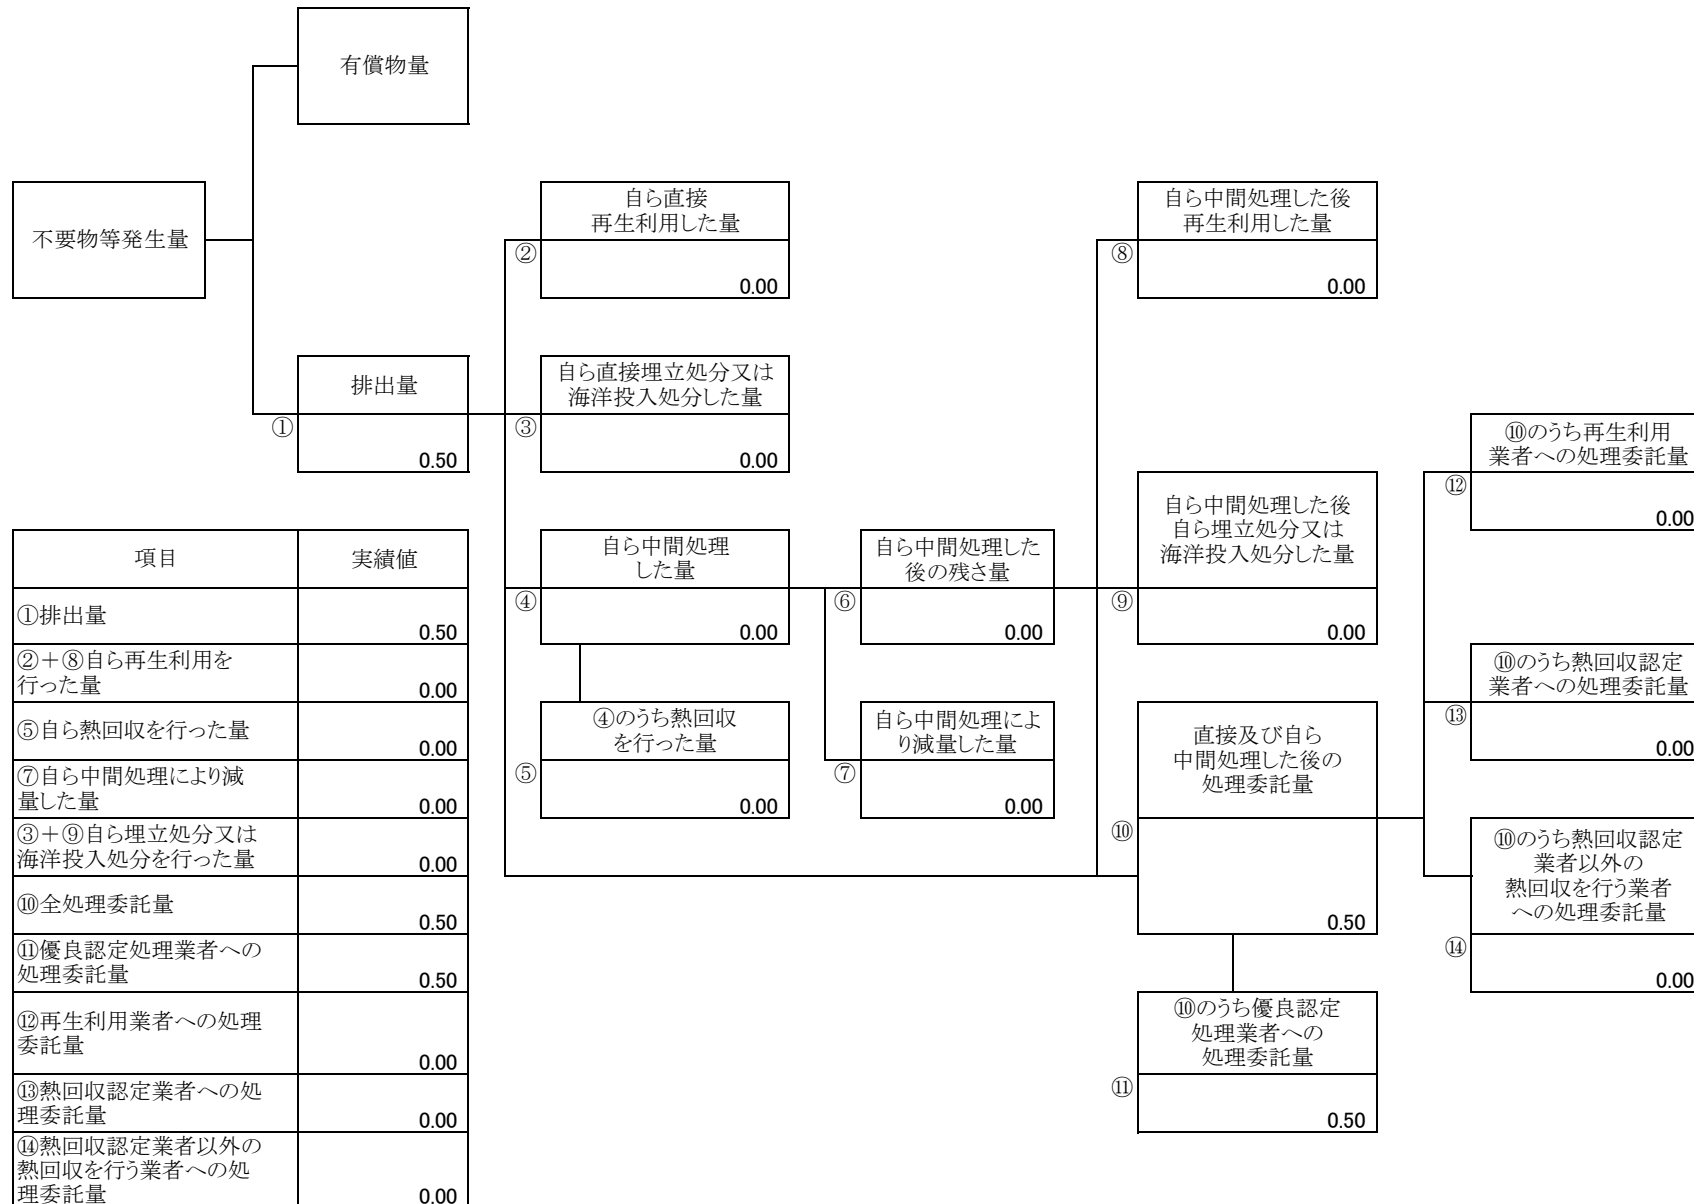 有償物量
不要物等発生量
自ら直接
再生利用した量
②
0.00
自ら中間処理した後
再生利用した量
⑧
0.00
排出量
①
0.50
自ら直接埋立処分又は
海洋投入処分した量
③
0.00
⑩のうち再生利用
業者への処理委託量
⑫
0.00
自ら中間処理
した量
④
0.00
自ら中間処理した
後の残さ量
⑥
0.00
自ら中間処理した後
自ら埋立処分又は
海洋投入処分した量
⑨
0.00
⑩のうち熱回収認定
業者への処理委託量
⑬
0.00
④のうち熱回収
を行った量
⑤
0.00
自ら中間処理によ
り減量した量
⑦
0.00
直接及び自ら
中間処理した後の
処理委託量
⑩
0.50
⑩のうち熱回収認定
業者以外の
熱回収を行う業者
への処理委託量
⑭
0.00
⑩のうち優良認定
処理業者への
処理委託量
⑪
0.50
項目 実績値
①排出量
0.50
②＋⑧自ら再生利用を
行った量
0.00
⑤自ら熱回収を行った量
0.00
⑦自ら中間処理により減
量した量
0.00
③＋⑨自ら埋立処分又は
海洋投入処分を行った量
0.00
⑩全処理委託量
0.50
⑪優良認定処理業者への
処理委託量
0.50
⑫再生利用業者への処理
委託量
0.00
⑬熱回収認定業者への処
理委託量
0.00
⑭熱回収認定業者以外の
熱回収を行う業者への処
理委託量
0.00